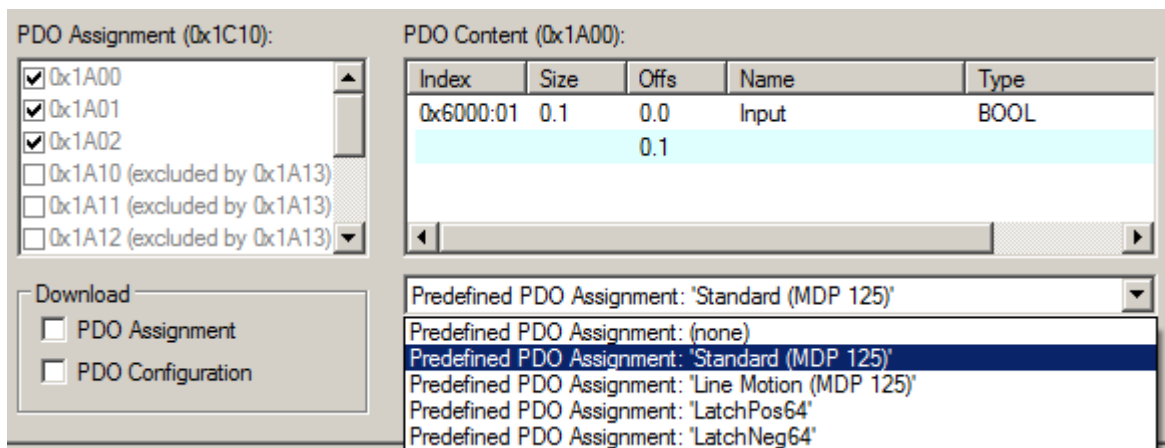 PDO Assignment (0x1C10):
0x1A00
0x1A01
0x1A02
0x1A10 (excluded by 0x1A13)
0x1A11 (excluded by 0x1A13)
0x1A12 (excluded by 0x1A13)
PDO Content (0x1A00):
Index Size Offs Name Type
0x6000:01 0.1 0.0 Input BOOL
0.1
Download
PDO Assignment
PDO Configuration
Predefined PDO Assignment: 'Standard (MDP 125)'
Predefined PDO Assignment: (none)
Predefined PDO Assignment: 'Standard (MDP 125)'
Predefined PDO Assignment: 'Line Motion (MDP 125)'
Predefined PDO Assignment: 'LatchPos64'
Predefined PDO Assignment: 'LatchNeg64'